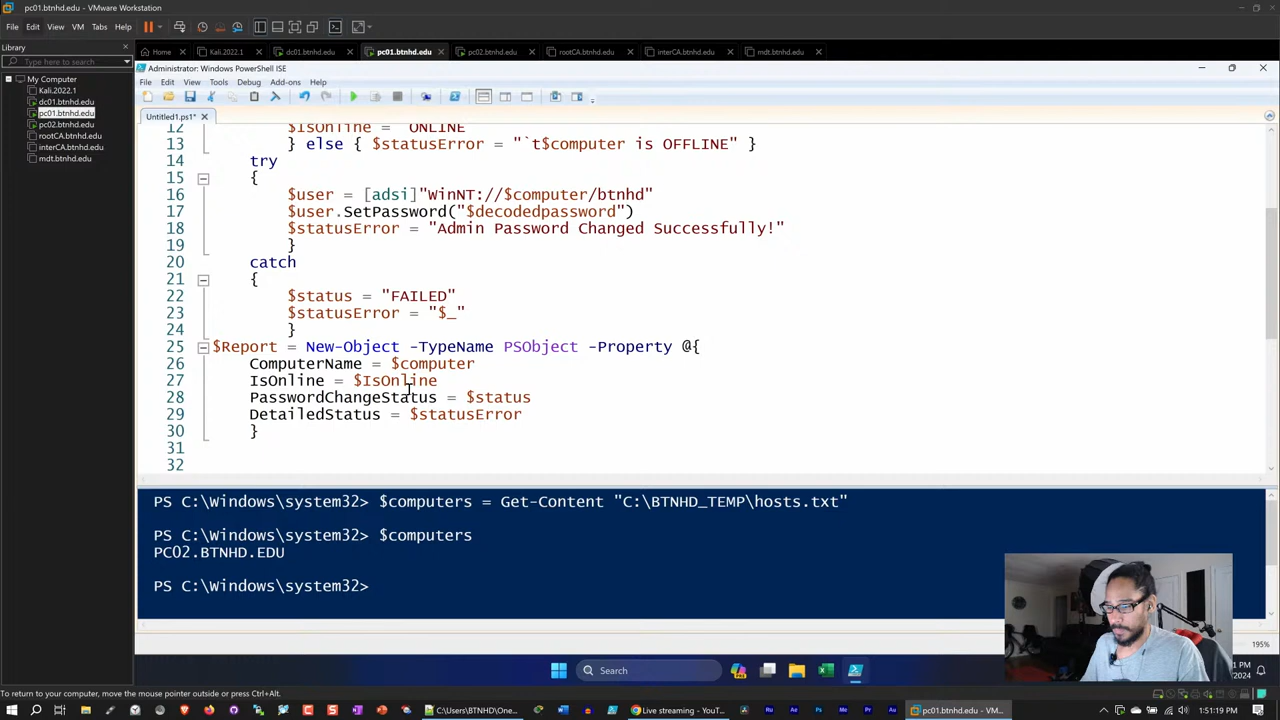 pc01.btnhd.edu - VMware Workstation
File Edit View VM Tabs Help
Library
Type here to search
My Computer
Kali.2022.1
dc01.btnhd.edu
pc01.btnhd.edu
pc02.btnhd.edu
rootCA.btnhd.edu
interCA.btnhd.edu
mdt.btnhd.edu
Home Kali.2022.1 dc01.btnhd.edu pc01.btnhd.edu pc02.btnhd.edu rootCA.btnhd.edu interCA.btnhd.edu mdt.btnhd.edu
Administrator: Windows PowerShell ISE
File Edit View Tools Debug Add-ons Help
Untitled1.ps1*
12 $IsOnline = "ONLINE"
13 } else { $statusError = "`t$computer is OFFLINE" }
14 try
15 {
16 $user = [adsi]"WinNT://$computer/btnhd"
17 $user.SetPassword("$decodedpassword")
18 $statusError = "Admin Password Changed Successfully!"
19 }
20 catch
21 {
22 $status = "FAILED"
23 $statusError = "$_"
24 }
25 $Report = New-Object -TypeName PSObject -Property @{
26 ComputerName = $computer
27 IsOnline = $IsOnline
28 PasswordChangeStatus = $status
29 DetailedStatus = $statusError
30 }
31
32
PS C:\Windows\system32> $computers = Get-Content "C:\BTNHD_TEMP\hosts.txt"
PS C:\Windows\system32> $computers
PC02.BTNHD.EDU
PS C:\Windows\system32>
195%
Search
1 PM
2024
To return to your computer, move the mouse pointer outside or press Ctrl+Alt.
C:\Users\BTNHD\One...
Live streaming - YouT...
pc01.btnhd.edu - VM...
1:51:19 PM